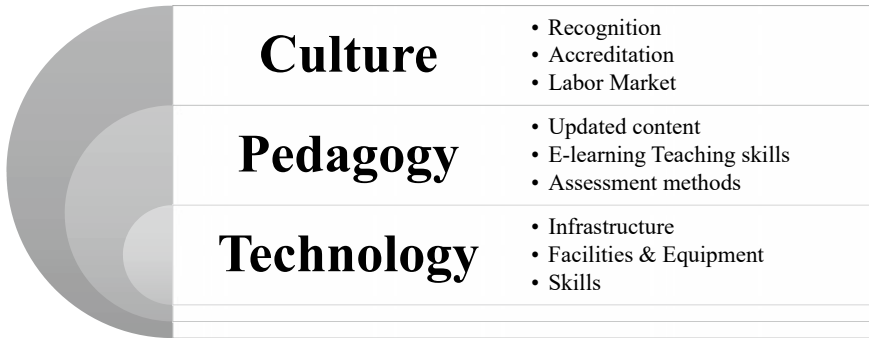 Culture
• Recognition
• Accreditation
• Labor Market
Pedagogy
• Updated content
• E-learning Teaching skills
• Assessment methods
Technology
• Infrastructure
• Facilities & Equipment
• Skills